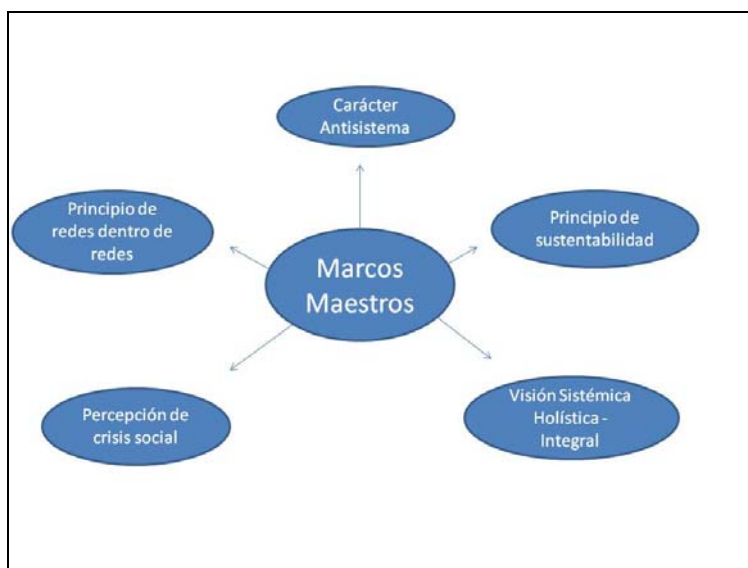 Carácter
Antisistema
Principio de
redes dentro de
redes
Principio de
sustentabilidad
Marcos
Maestros
Percepción de
crisis social
Visión Sistémica
Holística -
Integral